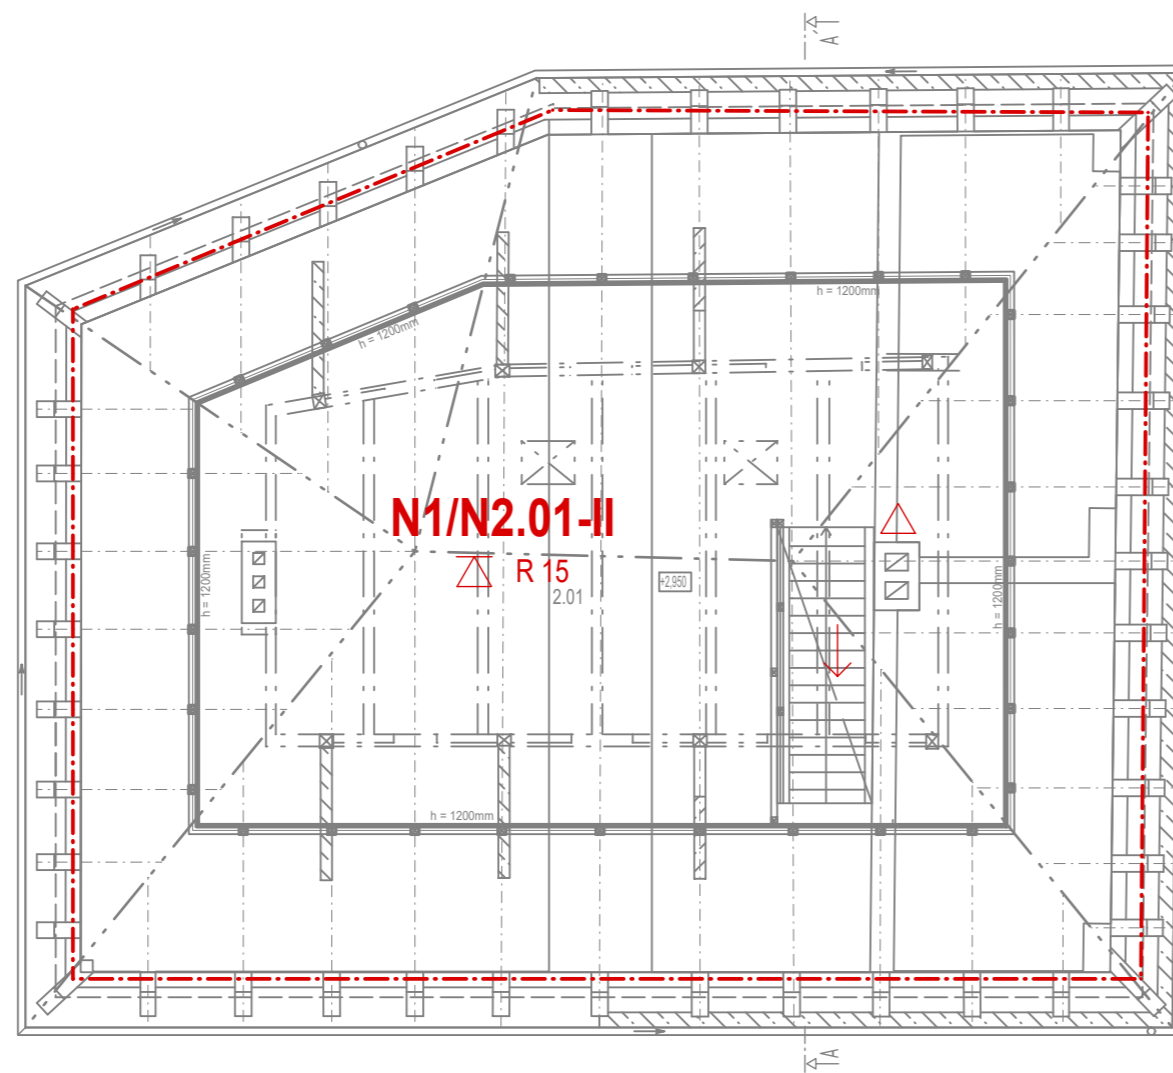 A
h = 1200mm
h = 1200mm
N1/N2.01-II
R 15
2.01
+2,950
h = 1200mm
h = 1200mm
h = 1200mm
A